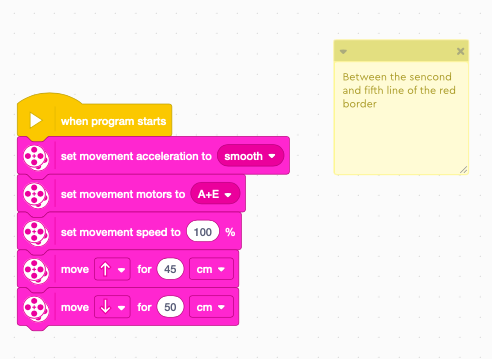 Between the sencond
and fifth line of the red
border
when program starts
set movement acceleration to smooth
set movement motors to A+E
set movement speed to 100 %
move for 45 cm
move for 50 cm